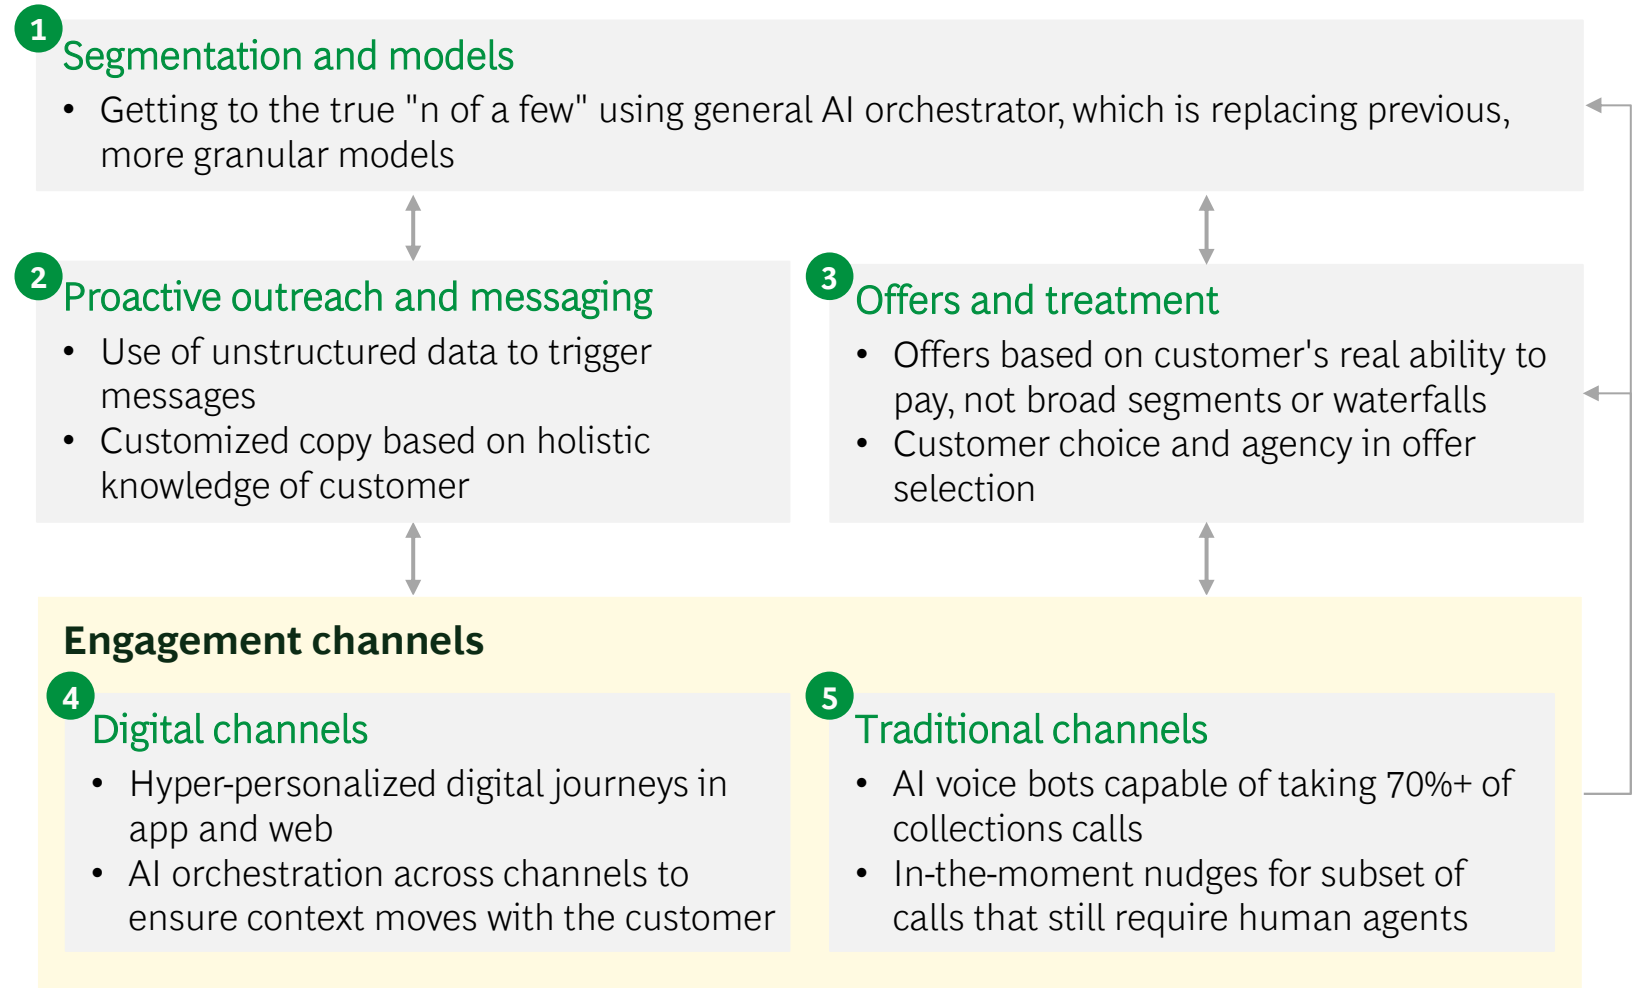 1
Segmentation and models
• Getting to the true "n of a few" using general AI orchestrator, which is replacing previous,
more granular models
2
Proactive outreach and messaging
• Use of unstructured data to trigger
messages
• Customized copy based on holistic
knowledge of customer
3
Offers and treatment
• Offers based on customer's real ability to
pay, not broad segments or waterfalls
• Customer choice and agency in offer
selection
Engagement channels
4
Digital channels
• Hyper-personalized digital journeys in
app and web
• AI orchestration across channels to
ensure context moves with the customer
5
Traditional channels
• AI voice bots capable of taking 70%+ of
collections calls
• In-the-moment nudges for subset of
calls that still require human agents